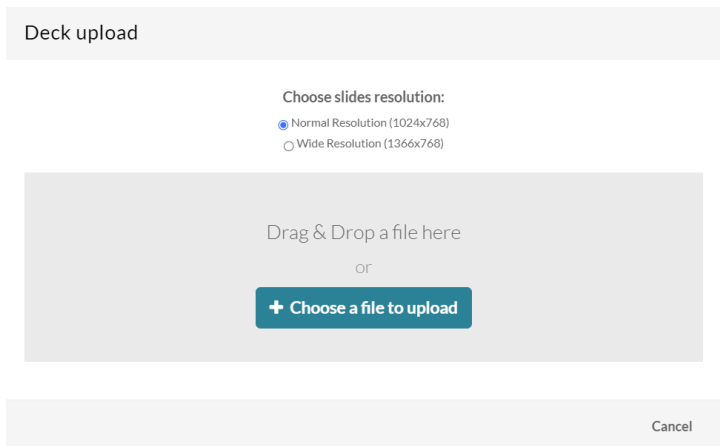 Deck upload
Choose slides resolution:
Normal Resolution (1024x768)
Wide Resolution (1366x768)
Drag & Drop a file here
or
+ Choose a file to upload
Cancel